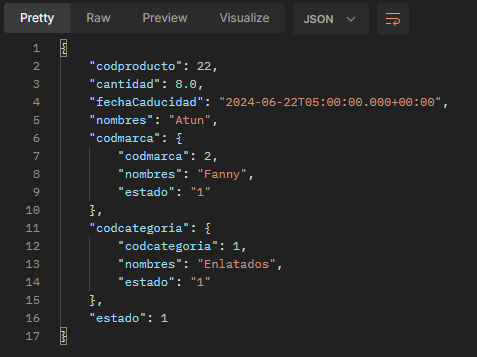 Pretty Raw Preview Visualize JSON
1 {
2 "codproducto": 22,
3 "cantidad": 8.0,
4 "fechaCaducidad": "2024-06-22T05:00:00.000+00:00",
5 "nombres": "Atun",
6 "codmarca": {
7 "codmarca": 2,
8 "nombres": "Fanny",
9 "estado": "1"
10 },
11 "codcategoria": {
12 "codcategoria": 1,
13 "nombres": "Enlatados",
14 "estado": "1"
15 },
16 "estado": 1
17 }